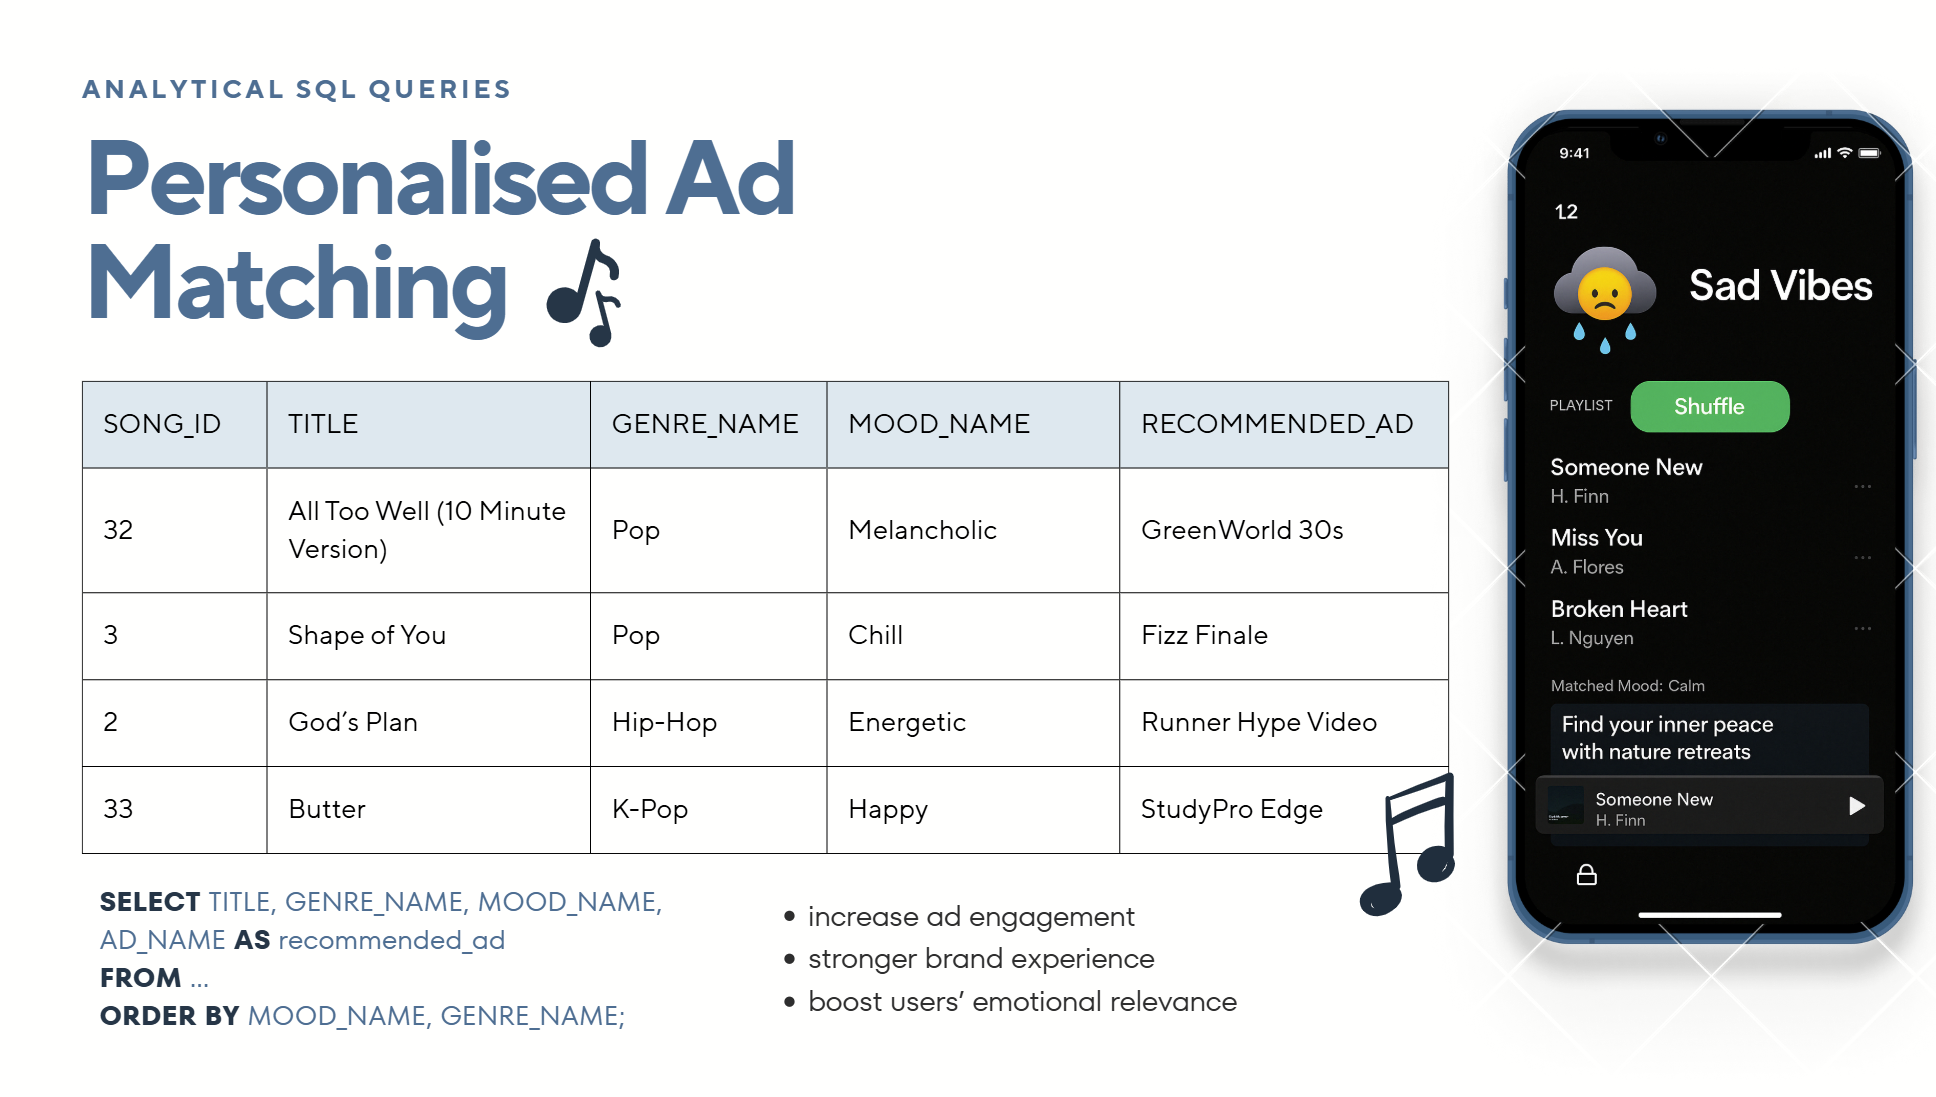 ANALYTICAL SQL QUERIES
Personalised Ad
Matching
SONG_ID TITLE GENRE_NAME MOOD_NAME RECOMMENDED_AD
32 All Too Well (10 Minute Version) Pop Melancholic GreenWorld 30s
3 Shape of You Pop Chill Fizz Finale
2 God's Plan Hip-Hop Energetic Runner Hype Video
33 Butter K-Pop Happy StudyPro Edge
SELECT TITLE, GENRE_NAME, MOOD_NAME,
AD_NAME AS recommended_ad
FROM ...
ORDER BY MOOD_NAME, GENRE_NAME;
• increase ad engagement
• stronger brand experience
• boost users' emotional relevance
9:41
12
Sad Vibes
PLAYLIST Shuffle
Someone New
H. Finn
Miss You
A. Flores
Broken Heart
L. Nguyen
Matched Mood: Calm
Find your inner peace
with nature retreats
Someone New
H. Finn